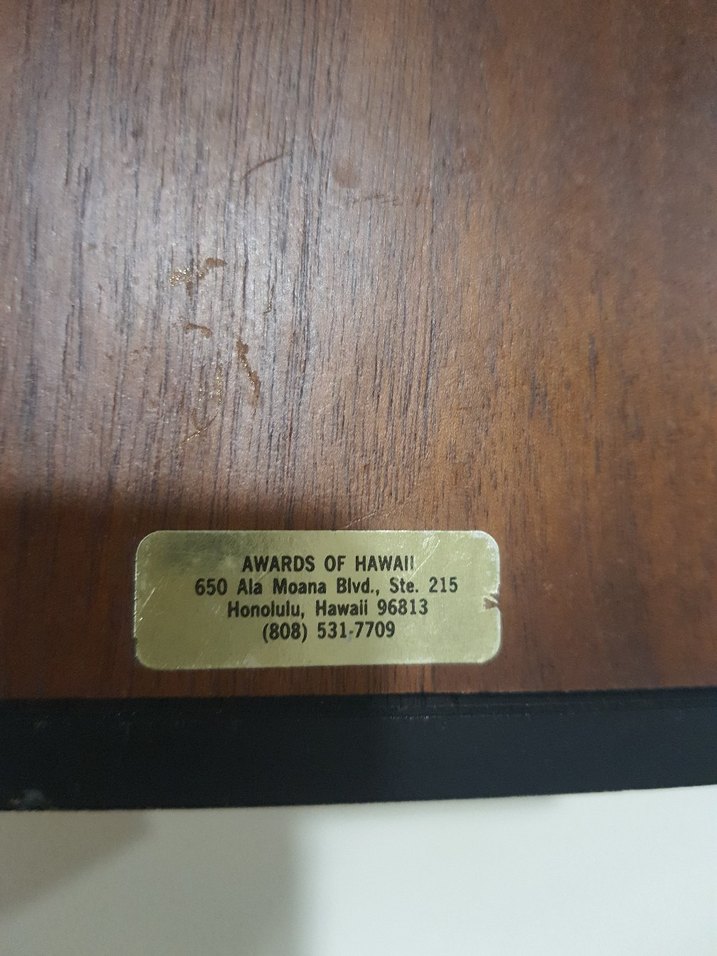 AWARDS OF HAWAII
650 Ala Moana Blvd., Ste. 215
Honolulu, Hawaii 96813
(808) 531-7709